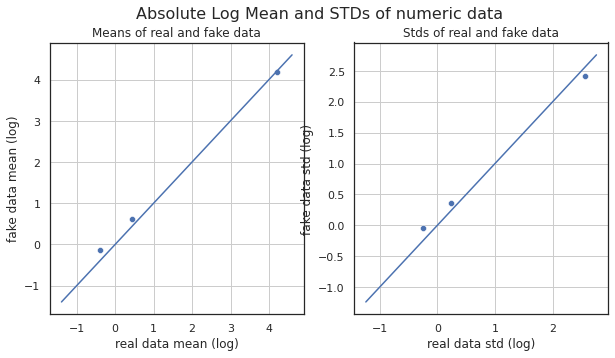 Absolute Log Mean and STDs of numeric data
Means of real and fake data
4
3
2
1
0
−1
fake data mean (log)
−1 0 1 2 3 4
real data mean (log)
Stds of real and fake data
2.5
2.0
1.5
1.0
0.5
0.0
−0.5
−1.0
fake data std (log)
−1 0 1 2
real data std (log)